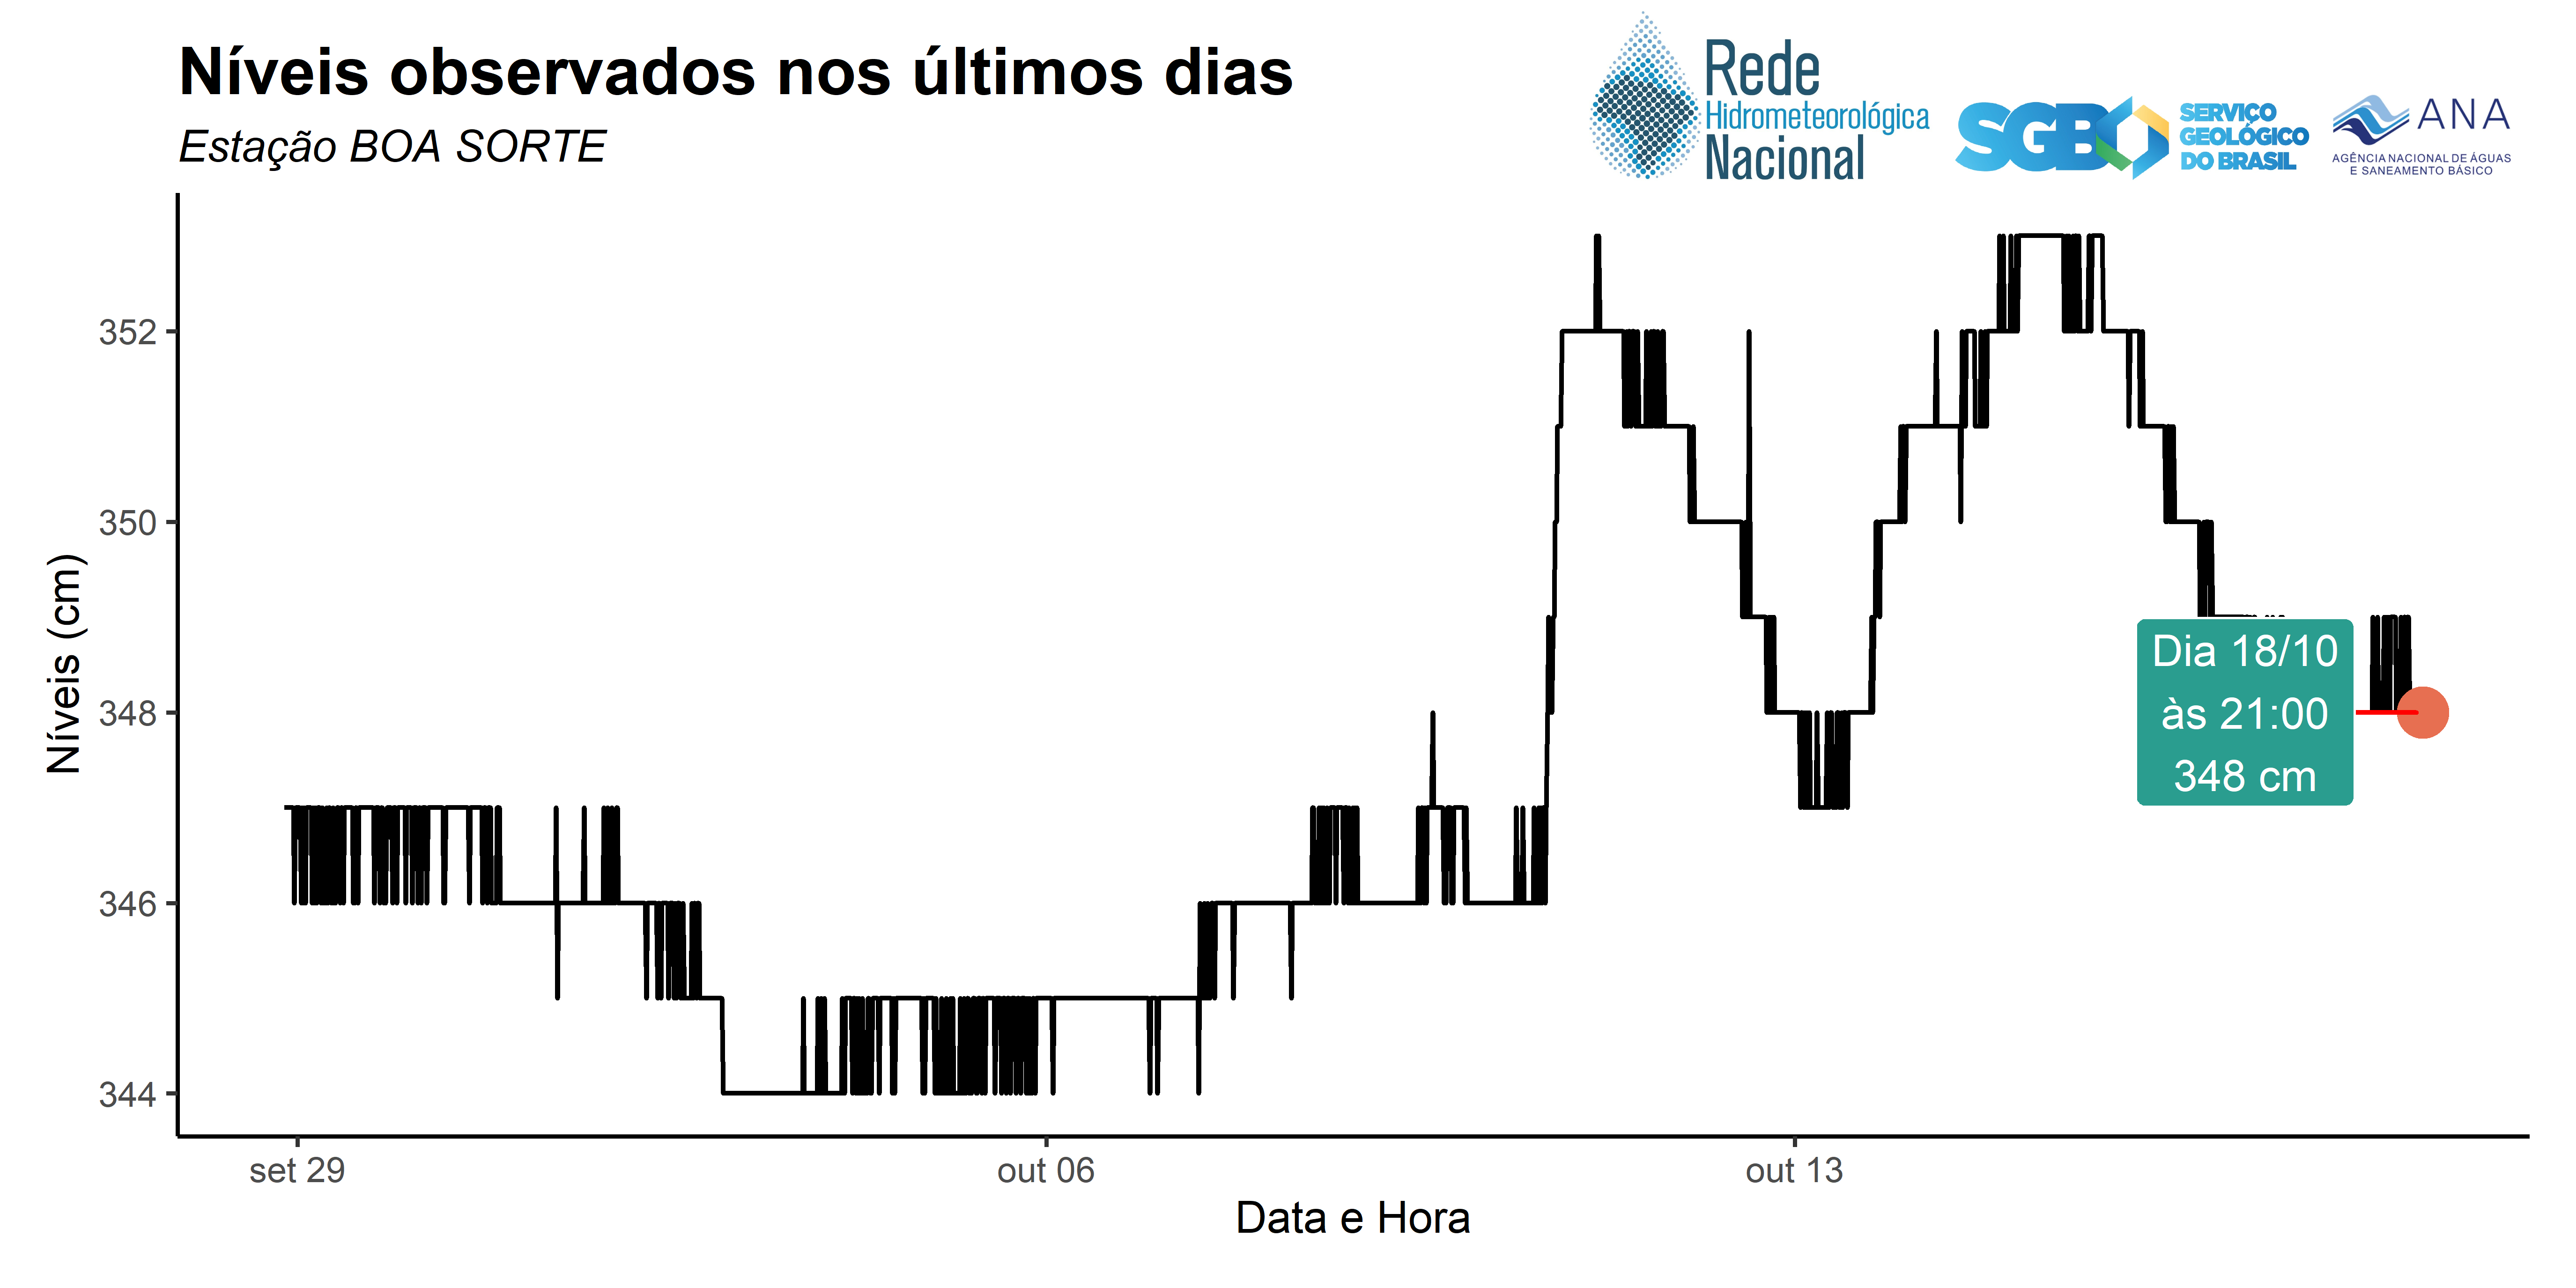 Níveis observados nos últimos dias
Estação BOA SORTE
Rede
Hidrometeorológica
Nacional
SGB
SERVIÇO
GEOLÓGICO
DO BRASIL
ANA
AGÊNCIA NACIONAL DE ÁGUAS
E SANEAMENTO BÁSICO
Níveis (cm)
352
350
348
346
344
Dia 18/10
às 21:00
348 cm
set 29
out 06
out 13
Data e Hora